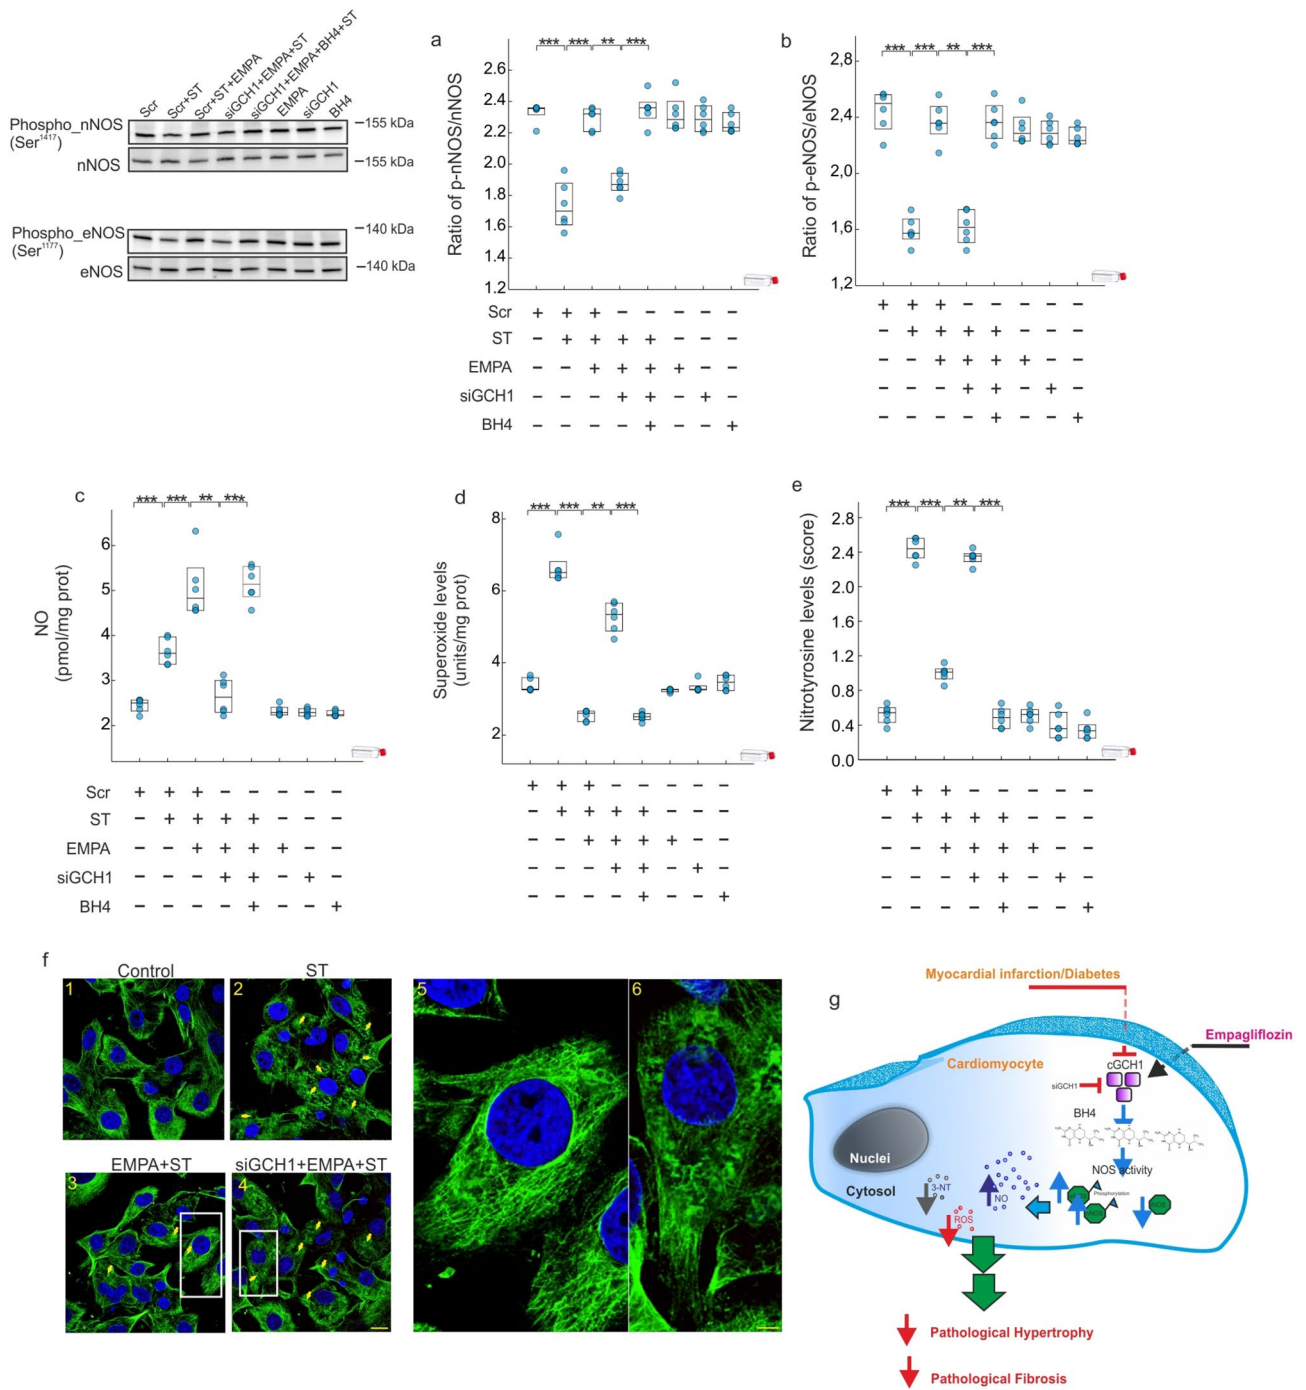 Scr
Scr+ST
Scr+ST+EMPA
siGCH1+EMPA+ST
siGCH1+EMPA+BH4+ST
EMPA
siGCH1
BH4
Phospho_nNOS
(Ser1417)
155 kDa
nNOS
155 kDa
Phospho_eNOS
(Ser1177)
140 kDa
eNOS
140 kDa
a
*** *** ** ***
Ratio of p-nNOS/nNOS
2.6
2.4
2.2
2.0
1.8
1.6
1.4
1.2
Scr + + + − − − − −
ST − + + + + − − −
EMPA − − + + + + − −
siGCH1 − − − + + − + −
BH4 − − − − + − − +
b
*** *** ** ***
Ratio of p-eNOS/eNOS
2,8
2.4
2,0
1.6
1,2
+ + + − − − − −
− + + + + − − −
− − + + + + − −
− − − + + − + −
− − − − + − − +
c
*** *** ** ***
NO
(pmol/mg prot)
6
5
4
3
2
Scr + + + − − − − −
ST − + + + + − − −
EMPA − − + + + + − −
siGCH1 − − − + + − + −
BH4 − − − − + − − +
d
*** *** ** ***
Superoxide levels
(units/mg prot)
8
6
4
2
+ + + − − − − −
− + + + + − − −
− − + + + + − −
− − − + + − + −
− − − − + − − +
e
*** *** ** ***
Nitrotyrosine levels (score)
2.8
2.4
2.0
1.6
1.2
0.8
0.4
0.0
+ + + − − − − −
− + + + + − − −
− − + + + + − −
− − − + + − + −
− − − − + − − +
f
Control
ST
1
2
EMPA+ST
siGCH1+EMPA+ST
3
4
5
6
g
Myocardial infarction/Diabetes
Empagliflozin
Cardiomyocyte
cGCH1
siGCH1
BH4
Nuclei
NOS activity
Cytosol
3-NT
NO
Phosphorylation
ROS
Pathological Hypertrophy
Pathological Fibrosis